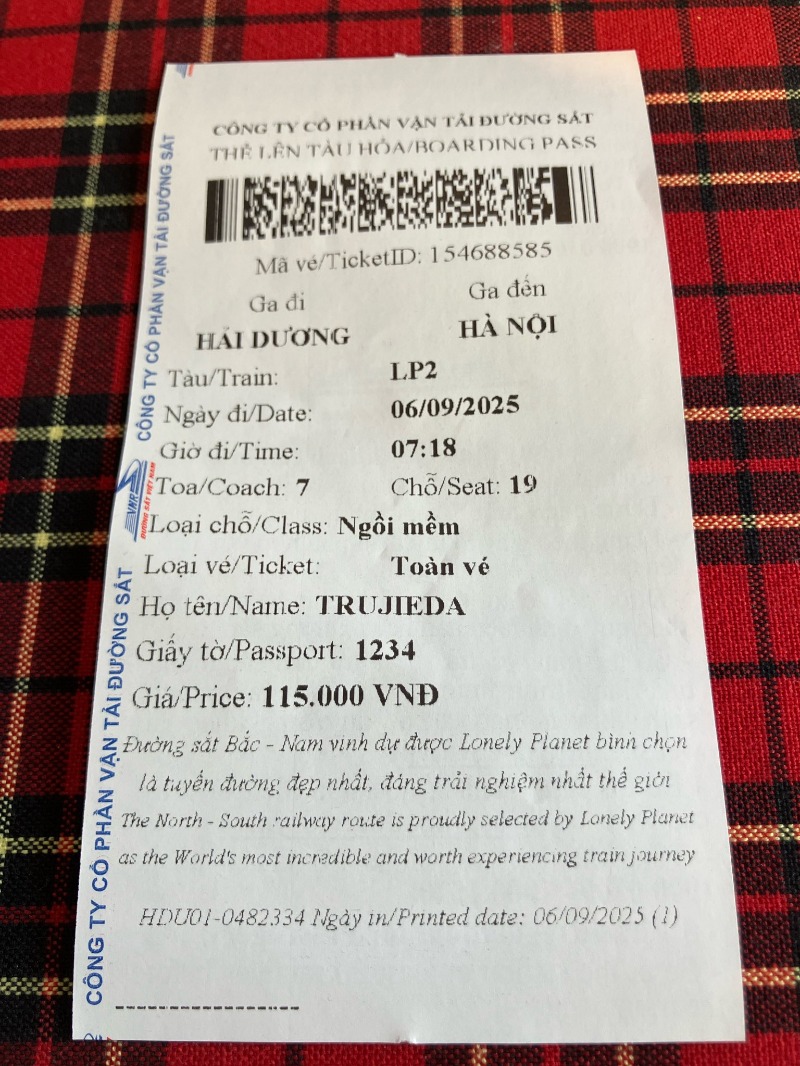 CÔNG TY CỔ PHẦN VẬN TẢI ĐƯỜNG SẮT
THẺ LÊN TÀU HỎA/BOARDING PASS
Mã vé/TicketID: 154688585
Ga đi Ga đến
HẢI DƯƠNG HÀ NỘI
Tàu/Train: LP2
Ngày đi/Date: 06/09/2025
Giờ đi/Time: 07:18
Toa/Coach: 7 Chỗ/Seat: 19
Loại chỗ/Class: Ngồi mềm
Loại vé/Ticket: Toàn vé
Họ tên/Name: TRUJIEDA
Giấy tờ/Passport: 1234
Giá/Price: 115.000 VNĐ
Đường sắt Bắc - Nam vinh dự được Lonely Planet bình chọn
là tuyến đường đẹp nhất, đáng trải nghiệm nhất thế giới
The North - South railway route is proudly selected by Lonely Planet
as the World's most incredible and worth experiencing train journey
HDU01-0482334 Ngày in/Printed date: 06/09/2025 (1)
CÔNG TY CỔ PHẦN VẬN TẢI ĐƯỜNG SẮT
VNR
ĐƯỜNG SẮT VIỆT NAM
CÔNG TY CỔ PHẦN VẬN TẢI ĐƯỜNG SẮT